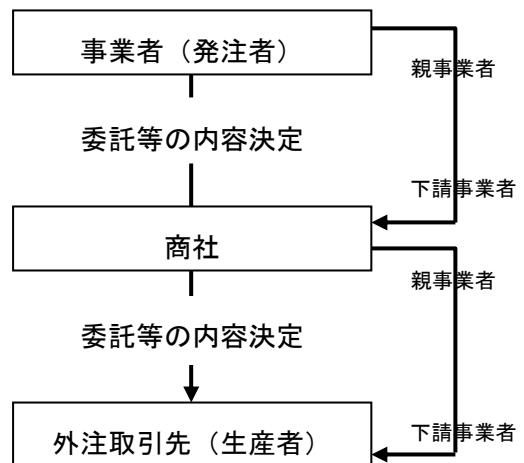 事業者（発注者）
親事業者
委託等の内容決定
下請事業者
商社
親事業者
委託等の内容決定
下請事業者
外注取引先（生産者）